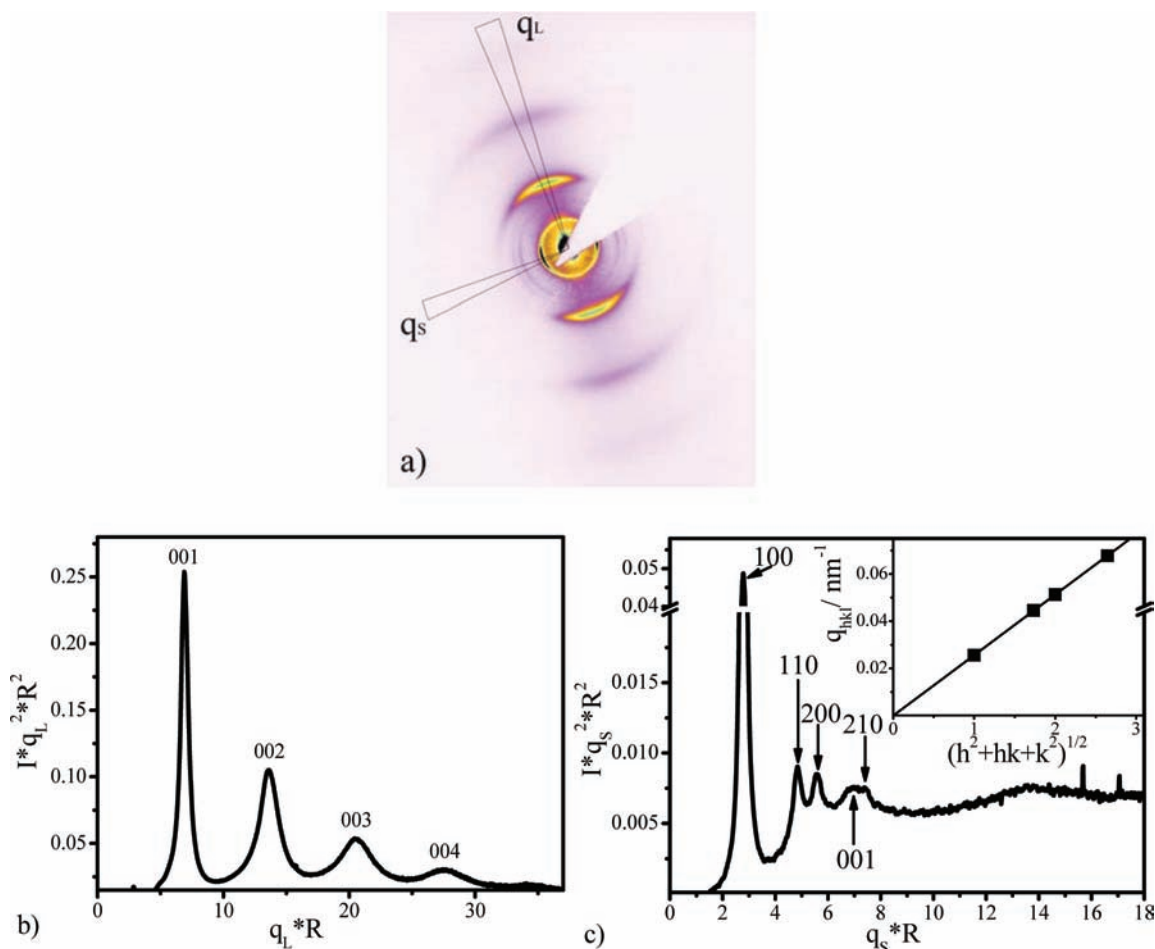 qL
qS
a)
001
002
003
004
0.25
0.20
0.15
0.10
0.05
I*qL²*R²
0 10 20 30
qL*R
b)
100
110
200
210
001
0.05
0.04
0.015
0.010
0.005
I*qS²*R²
0 2 4 6 8 10 12 14 16 18
qS*R
c)
0.06
0.04
0.02
qhkl/ nm⁻¹
0 1 2 3
(h²+hk+k²)^1/2